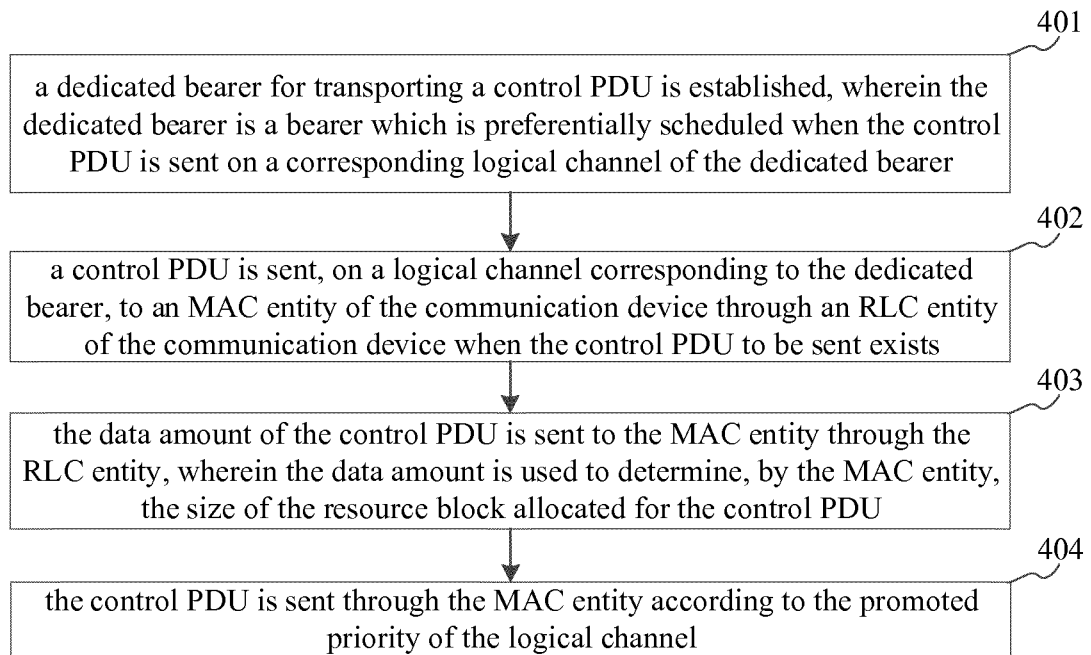 401
a dedicated bearer for transporting a control PDU is established, wherein the
dedicated bearer is a bearer which is preferentially scheduled when the control
PDU is sent on a corresponding logical channel of the dedicated bearer
402
a control PDU is sent, on a logical channel corresponding to the dedicated
bearer, to an MAC entity of the communication device through an RLC entity
of the communication device when the control PDU to be sent exists
403
the data amount of the control PDU is sent to the MAC entity through the
RLC entity, wherein the data amount is used to determine, by the MAC entity,
the size of the resource block allocated for the control PDU
404
the control PDU is sent through the MAC entity according to the promoted
priority of the logical channel